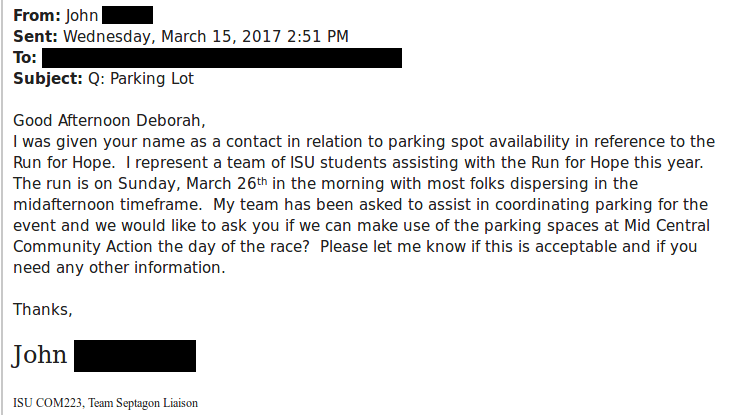 From: John
Sent: Wednesday, March 15, 2017 2:51 PM
To:
Subject: Q: Parking Lot
Good Afternoon Deborah,
I was given your name as a contact in relation to parking spot availability in reference to the
Run for Hope.  I represent a team of ISU students assisting with the Run for Hope this year.
The run is on Sunday, March 26th in the morning with most folks dispersing in the
midafternoon timeframe.  My team has been asked to assist in coordinating parking for the
event and we would like to ask you if we can make use of the parking spaces at Mid Central
Community Action the day of the race?  Please let me know if this is acceptable and if you
need any other information.
Thanks,
John
ISU COM223, Team Septagon Liaison